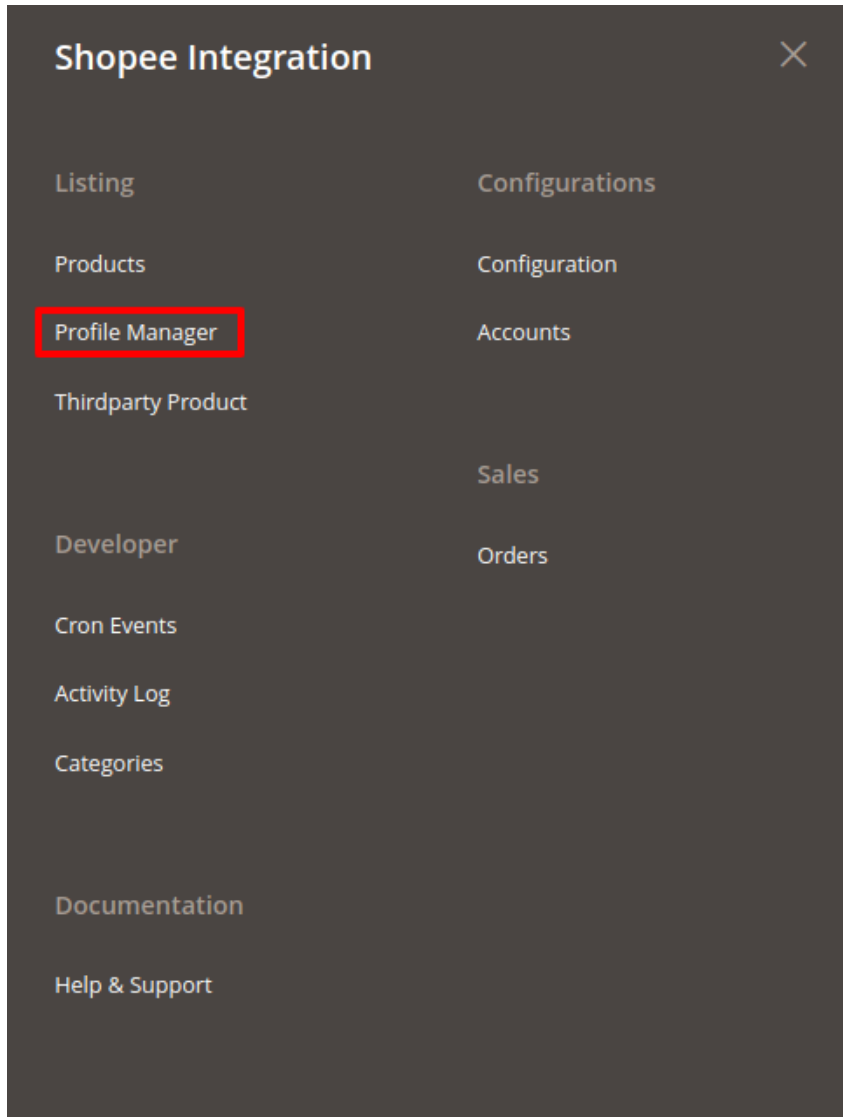 Shopee Integration
Listing
Products
Profile Manager
Thirdparty Product
Developer
Cron Events
Activity Log
Categories
Documentation
Help & Support
Configurations
Configuration
Accounts
Sales
Orders